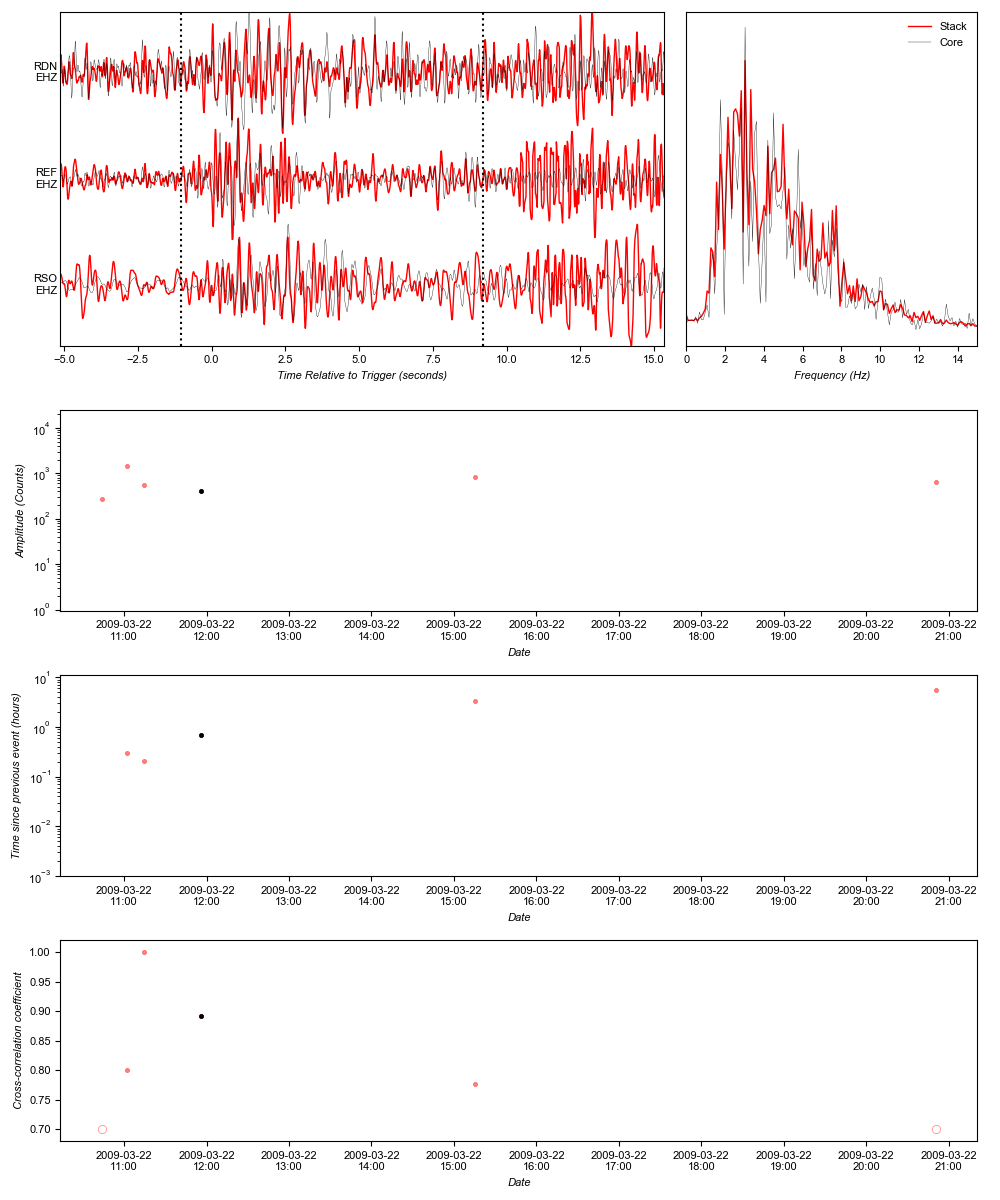 RDN
EHZ
REF
EHZ
RSO
EHZ
−5.0 −2.5 0.0 2.5 5.0 7.5 10.0 12.5 15.0
Time Relative to Trigger (seconds)
Stack
Core
0 2 4 6 8 10 12 14
Frequency (Hz)
10^4
10^3
10^2
10^1
10^0
Amplitude (Counts)
2009-03-22 2009-03-22 2009-03-22 2009-03-22 2009-03-22 2009-03-22 2009-03-22 2009-03-22 2009-03-22 2009-03-22 2009-03-22
11:00 12:00 13:00 14:00 15:00 16:00 17:00 18:00 19:00 20:00 21:00
Date
10^1
10^0
10^−1
10^−2
10^−3
Time since previous event (hours)
2009-03-22 2009-03-22 2009-03-22 2009-03-22 2009-03-22 2009-03-22 2009-03-22 2009-03-22 2009-03-22 2009-03-22 2009-03-22
11:00 12:00 13:00 14:00 15:00 16:00 17:00 18:00 19:00 20:00 21:00
Date
1.00
0.95
0.90
0.85
0.80
0.75
0.70
Cross-correlation coefficient
2009-03-22 2009-03-22 2009-03-22 2009-03-22 2009-03-22 2009-03-22 2009-03-22 2009-03-22 2009-03-22 2009-03-22 2009-03-22
11:00 12:00 13:00 14:00 15:00 16:00 17:00 18:00 19:00 20:00 21:00
Date